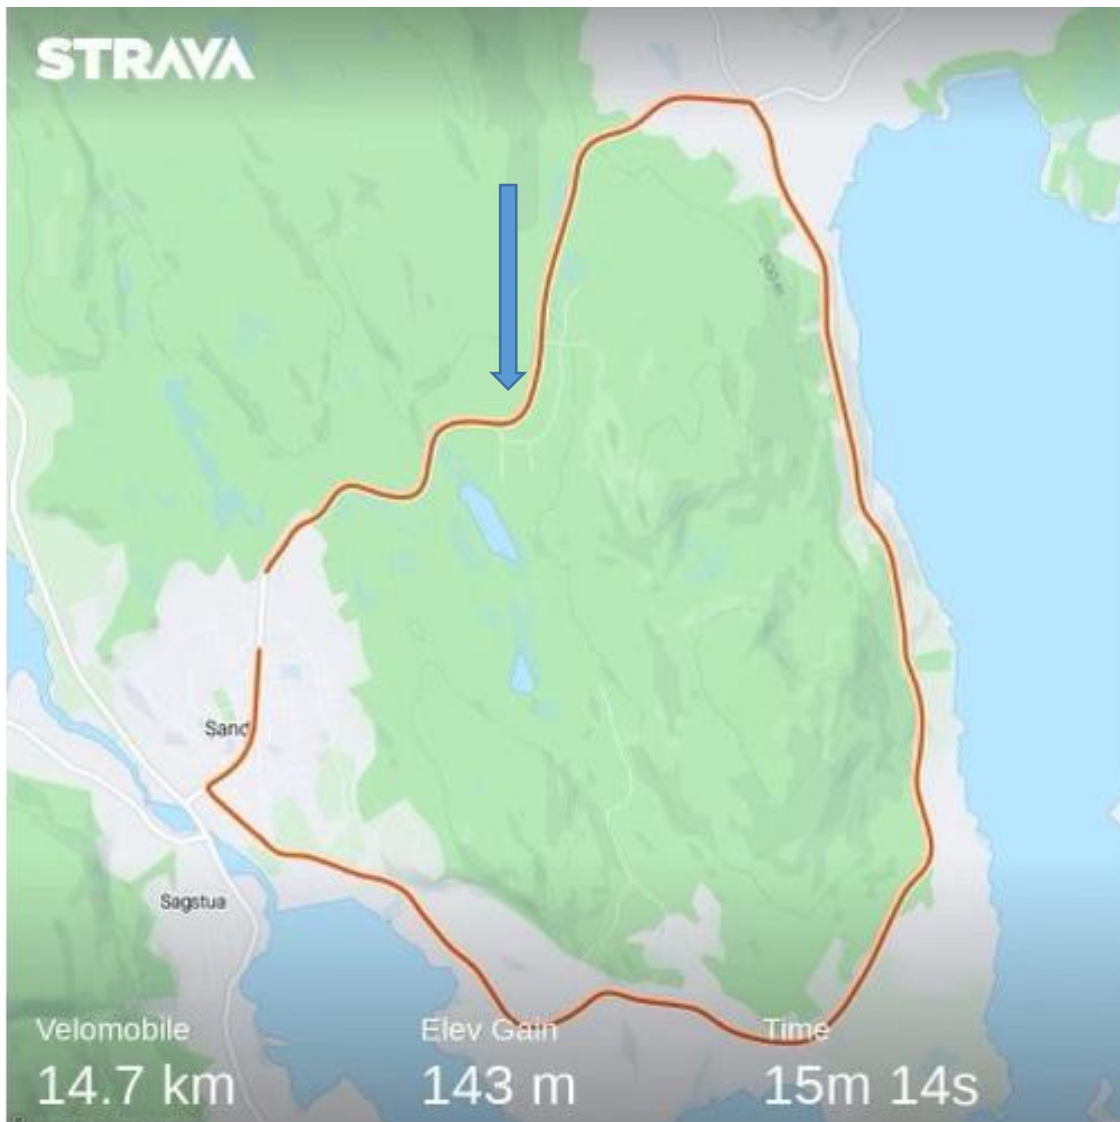 STRAVA
Sand
Sagstua
Velomobile
14.7 km
Elev Gain
143 m
Time
15m 14s